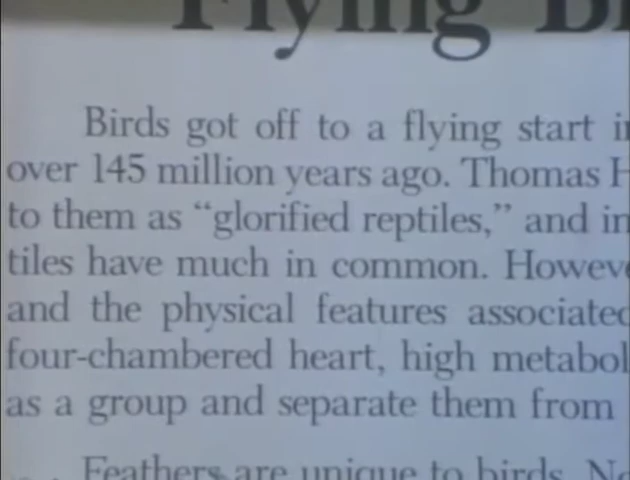 Flying
Birds got off to a flying start
over 145 million years ago. Thomas
to them as “glorified reptiles,” and in
tiles have much in common.
and the physical features associated
four-chambered heart, high
as a group and separate them from
Feathers are unique to birds.